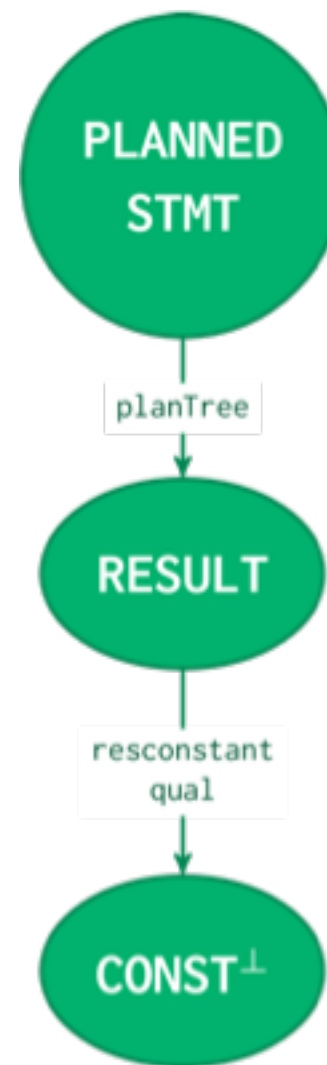 PLANNED
STMT
planTree
RESULT
resconstant
qual
CONST⊥